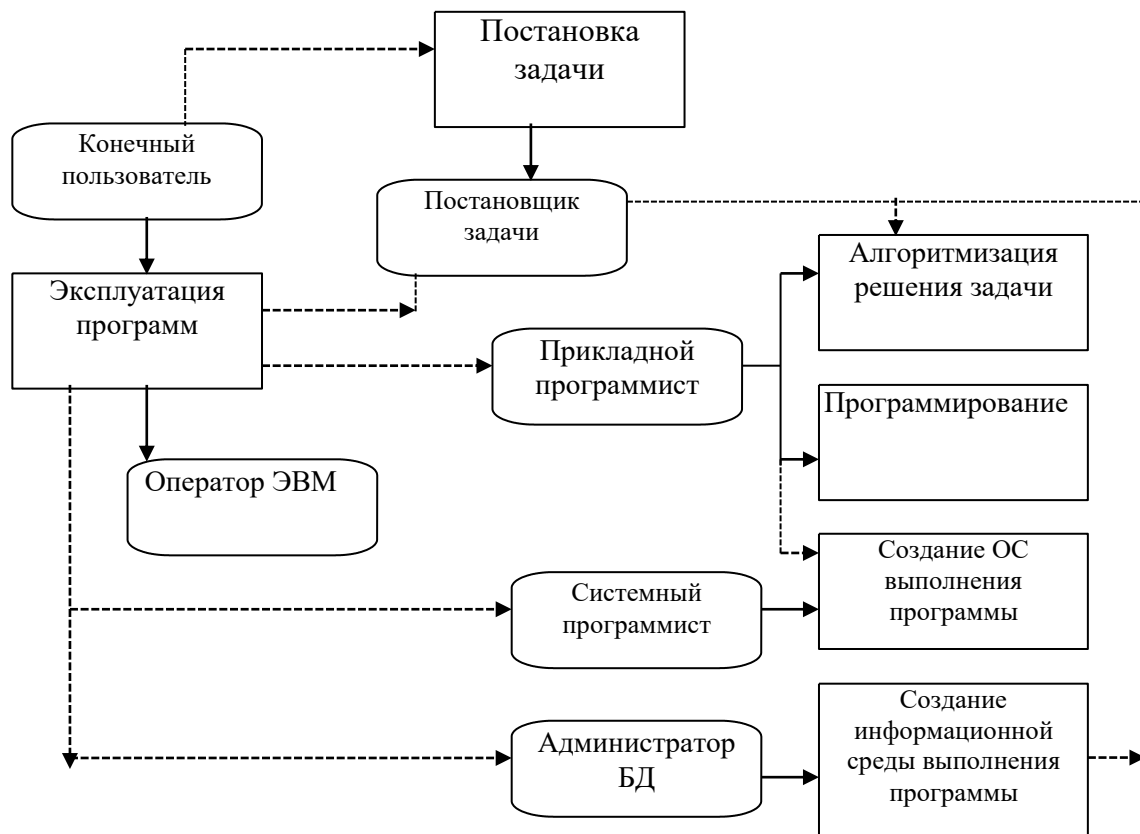 Постановка
задачи
Конечный
пользователь
Постановщик
задачи
Алгоритмизация
решения задачи
Эксплуатация
программ
Прикладной
программист
Программирование
Оператор ЭВМ
Создание ОС
выполнения
программы
Системный
программист
Создание
информационной
среды выполнения
программы
Администратор
БД